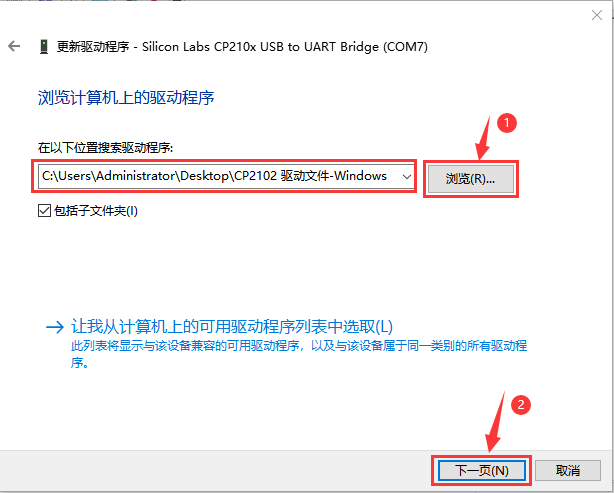 更新驱动程序 - Silicon Labs CP210x USB to UART Bridge (COM7)
浏览计算机上的驱动程序
1
在以下位置搜索驱动程序:
C:\Users\Administrator\Desktop\CP2102 驱动文件-Windows
浏览(R)...
包括子文件夹(I)
让我从计算机上的可用驱动程序列表中选取(L)
此列表将显示与该设备兼容的可用驱动程序，以及与该设备属于同一类别的所有驱动程
序。
2
下一页(N)
取消